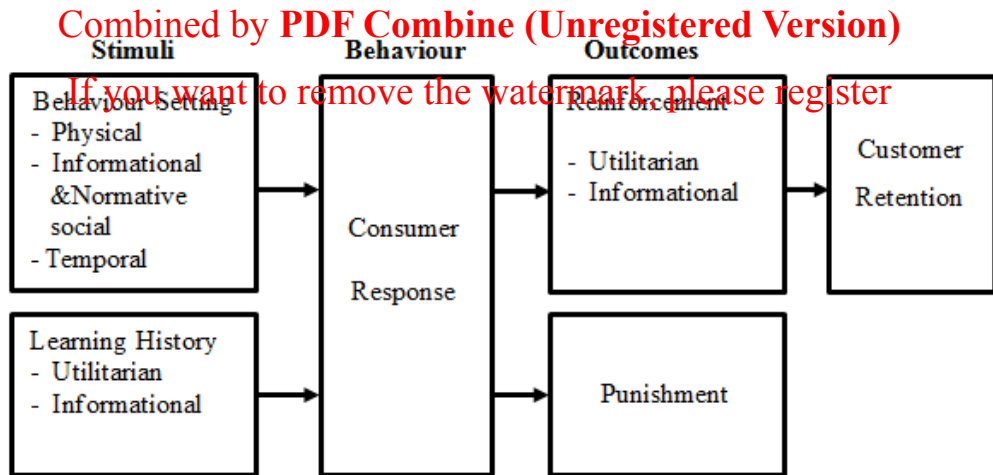 Combined by PDF Combine (Unregistered Version)
Stimuli
Behaviour
Outcomes
If you want to remove the watermark, please register
Behaviour Setting
- Physical
- Informational
&Normative
social
- Temporal
Learning History
- Utilitarian
- Informational
Consumer
Response
Reinforcement
- Utilitarian
- Informational
Punishment
Customer
Retention